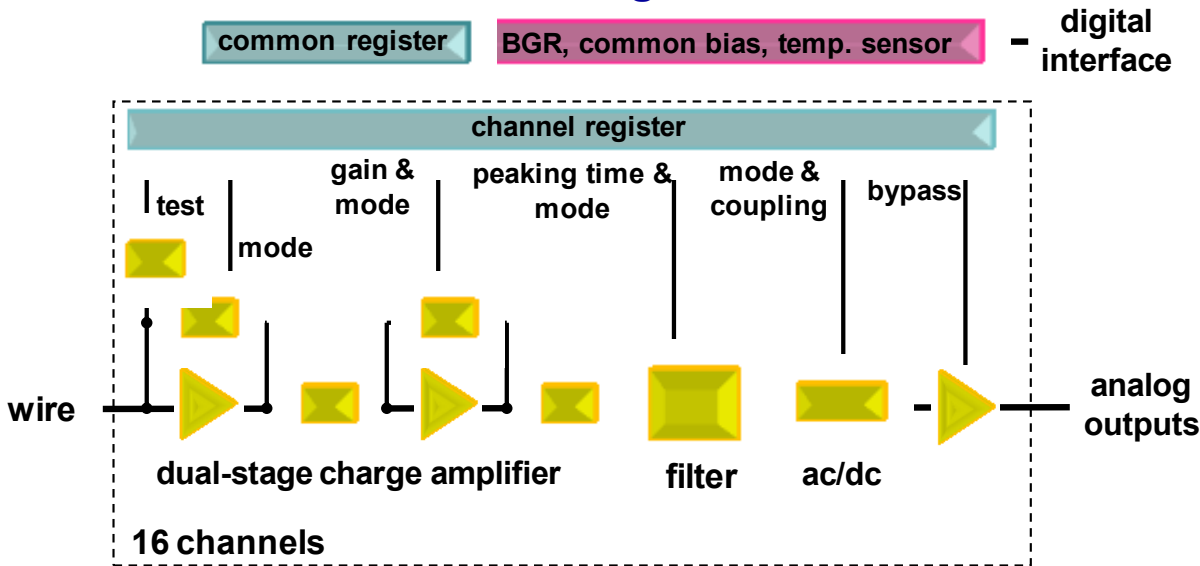 common register
BGR, common bias, temp. sensor
digital
interface
channel register
test
mode
gain &
mode
peaking time &
mode
mode &
coupling
bypass
wire
analog
outputs
dual-stage charge amplifier
filter
ac/dc
16 channels